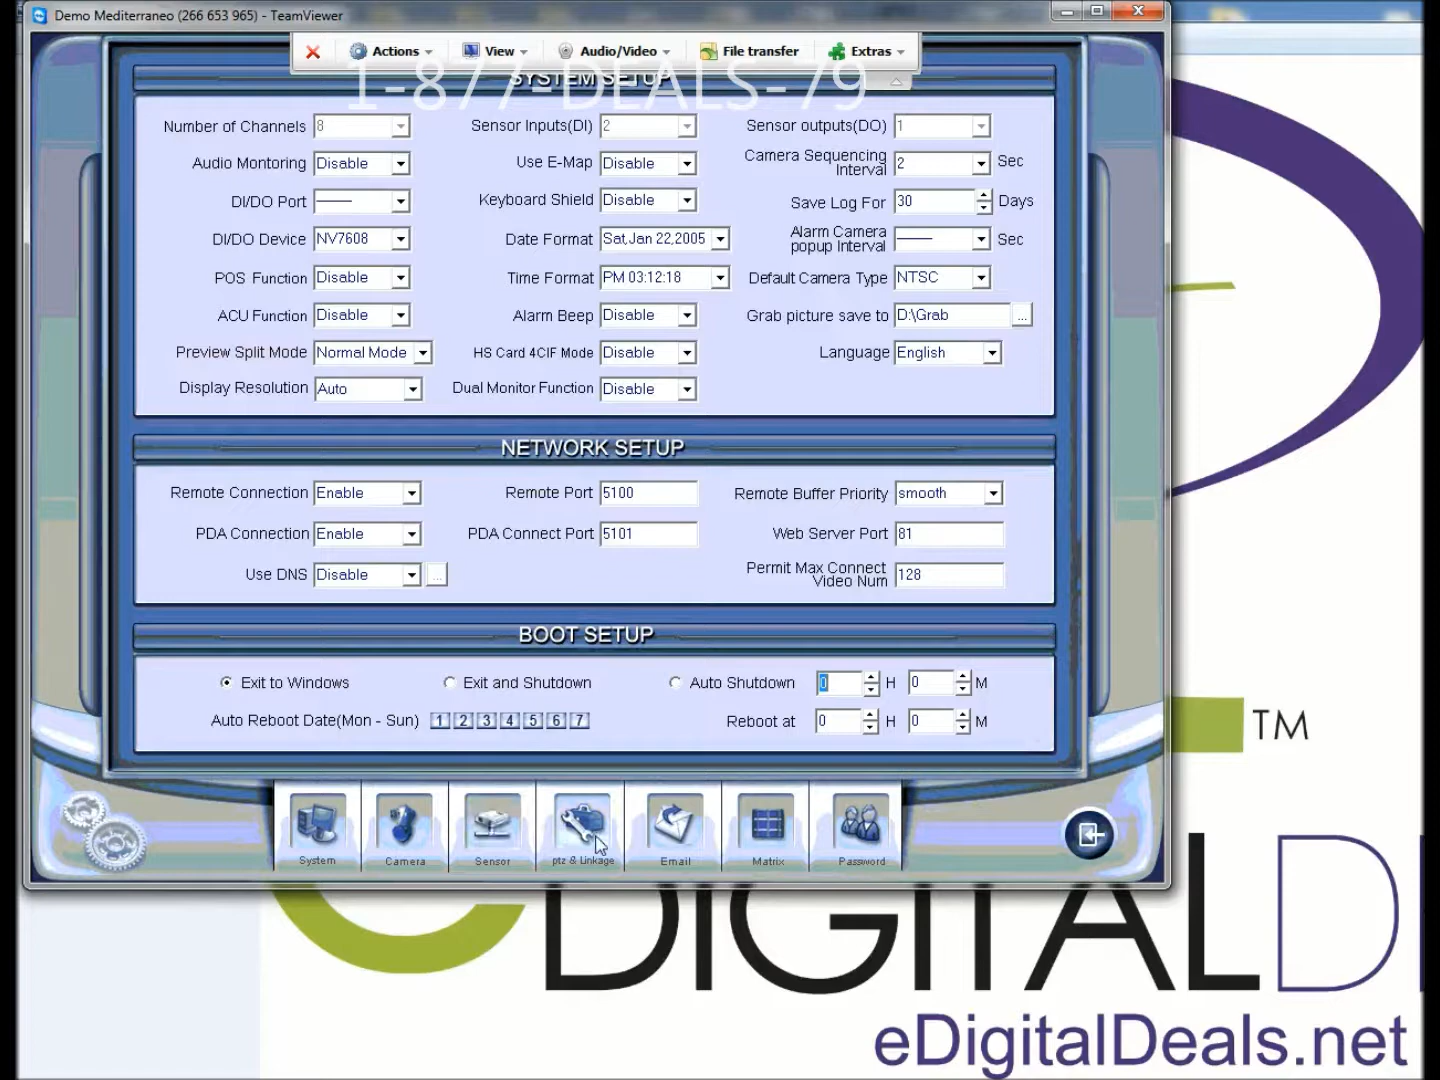 Demo Mediterraneo (266 653 965) - TeamViewer
Actions View Audio/Video File transfer Extras
1-877-DEALS-79
SYSTEM SETUP
Number of Channels 8 Sensor Inputs(DI) 2 Sensor outputs(DO) 1
Audio Montoring Disable Use E-Map Disable Camera Sequencing Interval 2 Sec
DI/DO Port Keyboard Shield Disable Save Log For 30 Days
DI/DO Device NV7608 Date Format Sat,Jan 22,2005 Alarm Camera popup Interval Sec
POS Function Disable Time Format PM 03:12:18 Default Camera Type NTSC
ACU Function Disable Alarm Beep Disable Grab picture save to D:\Grab ...
Preview Split Mode Normal Mode HS Card 4CIF Mode Disable Language English
Display Resolution Auto Dual Monitor Function Disable
NETWORK SETUP
Remote Connection Enable Remote Port 5100 Remote Buffer Priority smooth
PDA Connection Enable PDA Connect Port 5101 Web Server Port 81
Use DNS Disable ... Permit Max Connect Video Num 128
BOOT SETUP
Exit to Windows Exit and Shutdown Auto Shutdown 0 H 0 M
Auto Reboot Date(Mon - Sun) 1 2 3 4 5 6 7 Reboot at 0 H 0 M
System Camera Sensor ptz & Linkage Email Matrix Password
TM
DIGITALD
eDigitalDeals.net